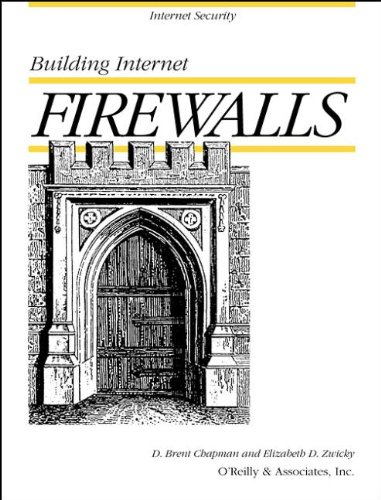 Internet Security
Building Internet
FIREWALLS
D. Brent Chapman and Elizabeth D. Zwicky
O'Reilly & Associates, Inc.